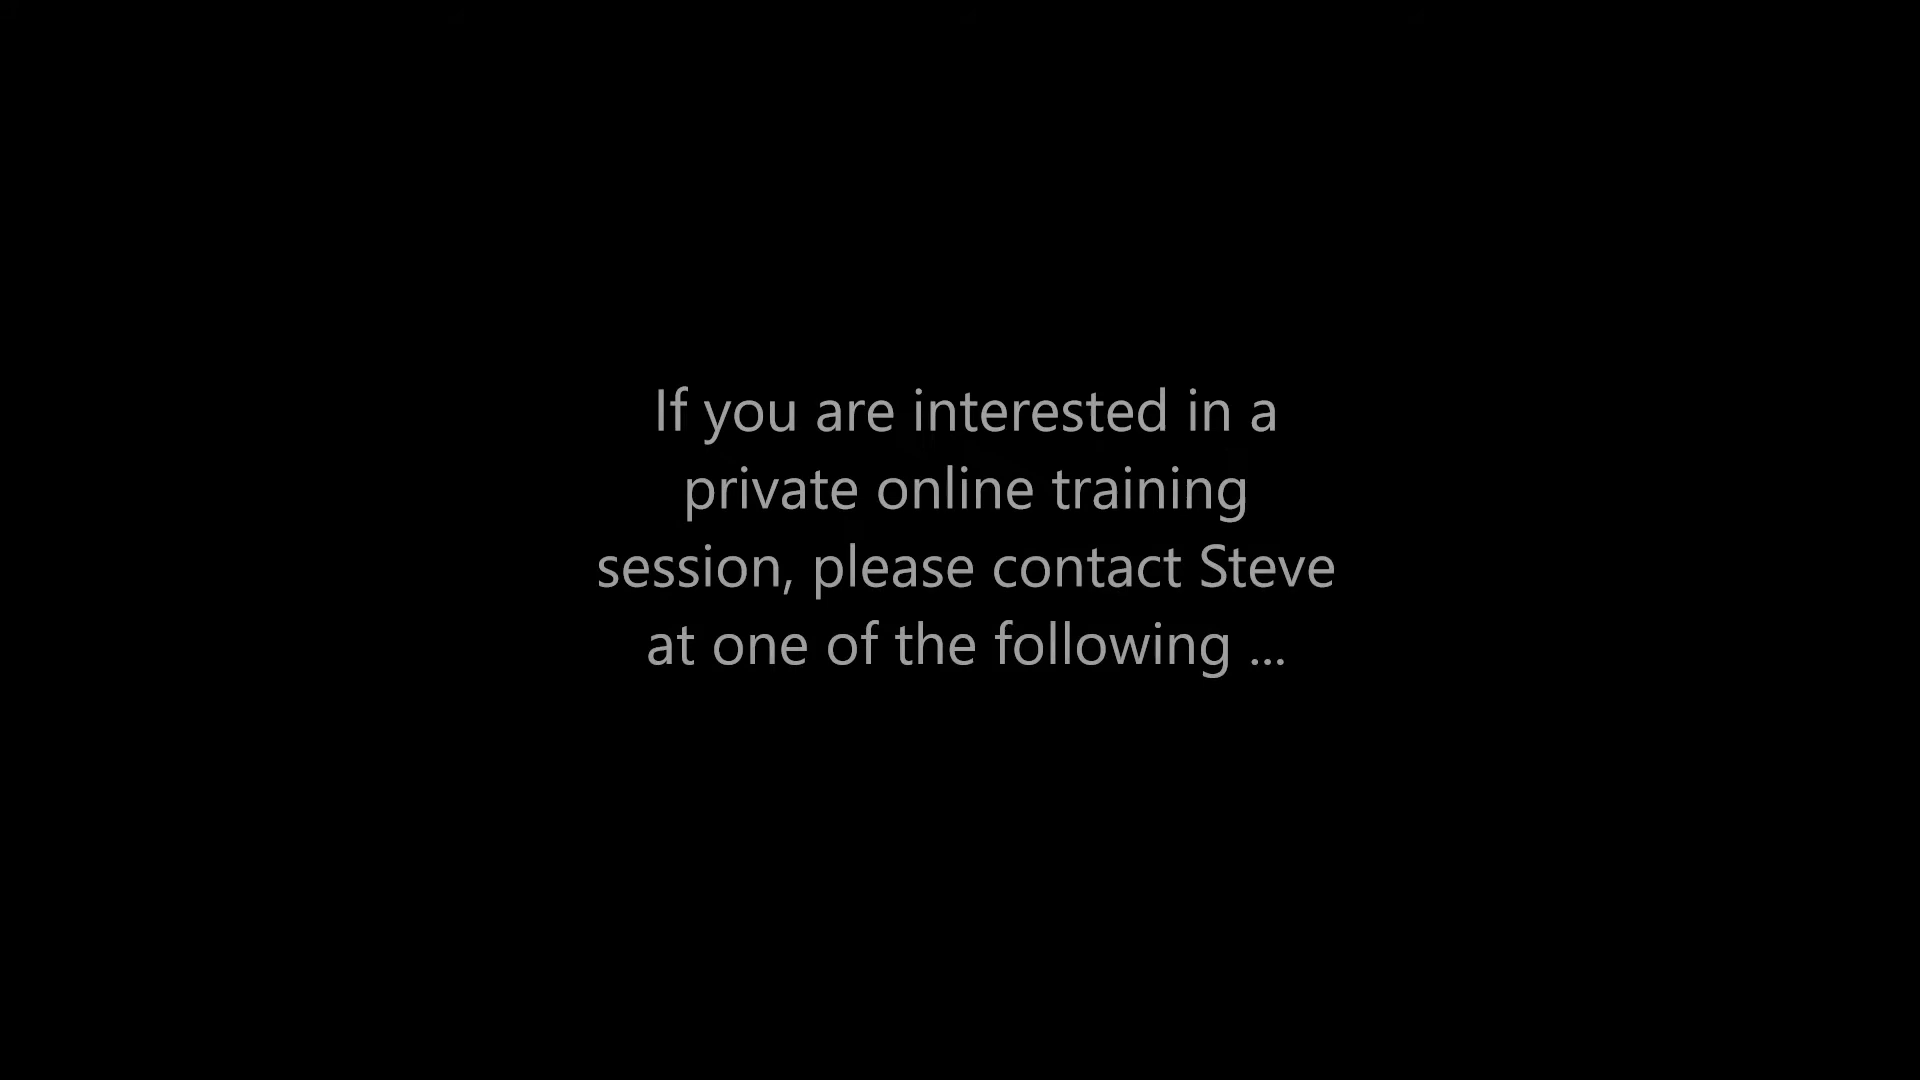 If you are interested in a
private online training
session, please contact Steve
at one of the following ...